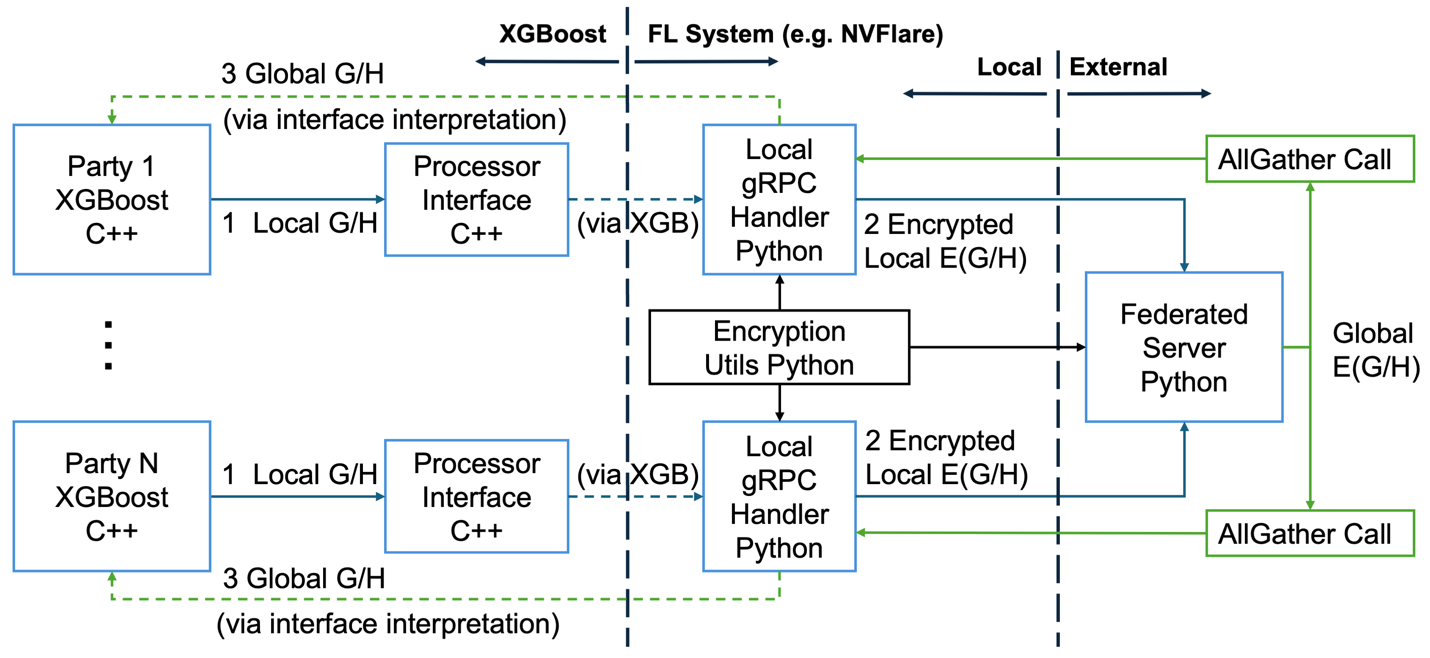 XGBoost
FL System (e.g. NVFlare)
Local
External
3 Global G/H
(via interface interpretation)
Party 1
XGBoost
C++
1 Local G/H
Processor
Interface
C++
(via XGB)
Local
gRPC
Handler
Python
2 Encrypted
Local E(G/H)
AllGather Call
Encryption
Utils Python
Federated
Server
Python
Global
E(G/H)
Party N
XGBoost
C++
1 Local G/H
Processor
Interface
C++
(via XGB)
Local
gRPC
Handler
Python
2 Encrypted
Local E(G/H)
AllGather Call
3 Global G/H
(via interface interpretation)